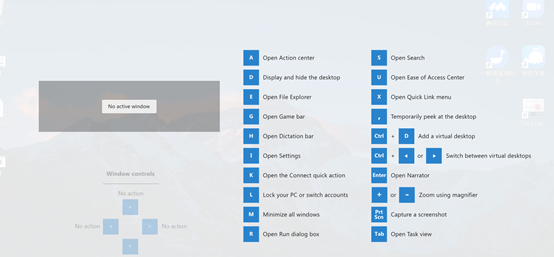 No active window
Window controls
No action
No action
No action
A Open Action center
D Display and hide the desktop
E Open File Explorer
G Open Game bar
H Open Dictation bar
I Open Settings
K Open the Connect quick action
L Lock your PC or switch accounts
M Minimize all windows
R Open Run dialog box
S Open Search
U Open Ease of Access Center
X Open Quick Link menu
, Temporarily peek at the desktop
Ctrl + D Add a virtual desktop
Ctrl + ◄ or ► Switch between virtual desktops
Enter Open Narrator
+ or - Zoom using magnifier
Prt Scn Capture a screenshot
Tab Open Task view